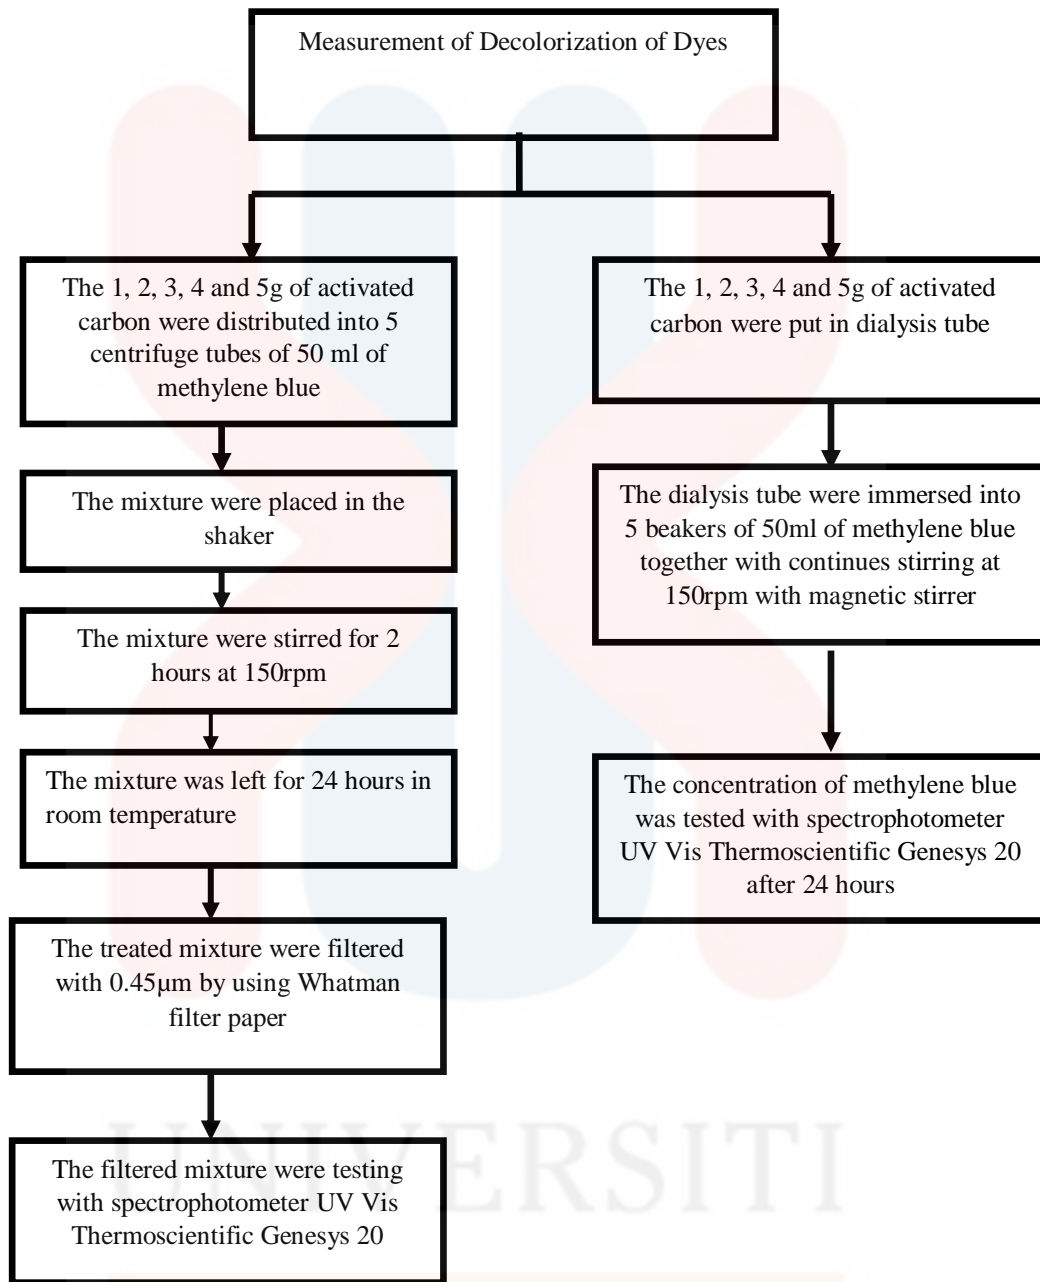 Measurement of Decolorization of Dyes
The 1, 2, 3, 4 and 5g of activated
carbon were distributed into 5
centrifuge tubes of 50 ml of
methylene blue
The mixture were placed in the
shaker
The mixture were stirred for 2
hours at 150rpm
The mixture was left for 24 hours in
room temperature
The treated mixture were filtered
with 0.45µm by using Whatman
filter paper
The filtered mixture were testing
with spectrophotometer UV Vis
Thermoscientific Genesys 20
The 1, 2, 3, 4 and 5g of activated
carbon were put in dialysis tube
The dialysis tube were immersed into
5 beakers of 50ml of methylene blue
together with continues stirring at
150rpm with magnetic stirrer
The concentration of methylene blue
was tested with spectrophotometer
UV Vis Thermoscientific Genesys 20
after 24 hours
UNIVERSITI